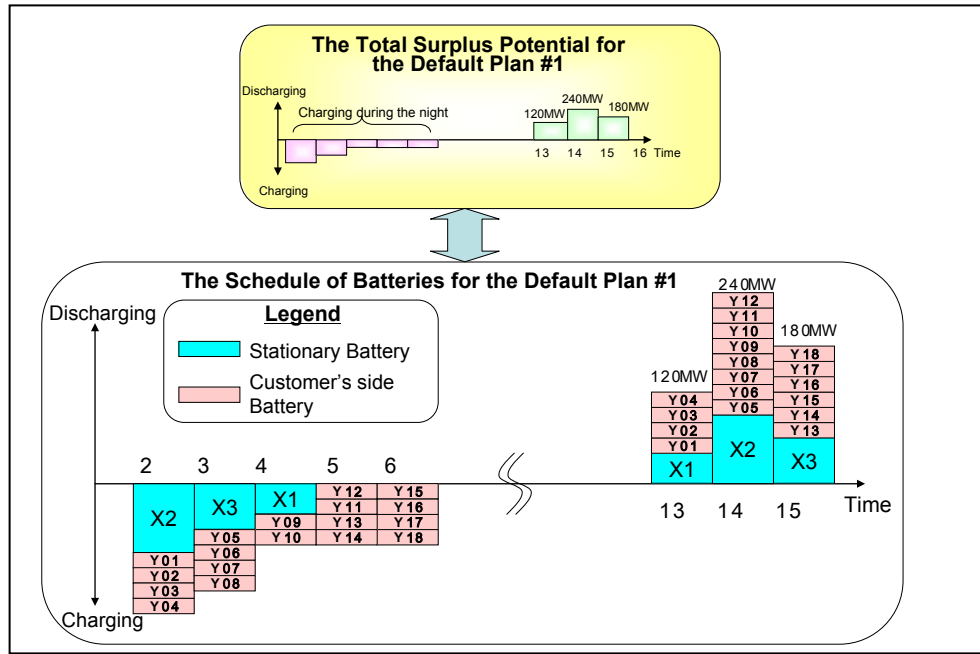 The Total Surplus Potential for
the Default Plan #1
Discharging
Charging during the night
120MW
240MW
180MW
13 14 15 16 Time
Charging
The Schedule of Batteries for the Default Plan #1
Discharging
Legend
Stationary Battery
Customer's side
Battery
240MW
Y12
Y11
Y10
Y09
Y08
Y07
Y06
Y05
X2
180MW
Y18
Y17
Y16
Y15
Y14
Y13
X3
120MW
Y04
Y03
Y02
Y01
X1
2 3 4 5 6
X2
Y01
Y02
Y03
Y04
X3
Y05
Y06
Y07
Y08
X1
Y09
Y10
Y12
Y11
Y13
Y14
Y15
Y16
Y17
Y18
13 14 15
Time
Charging